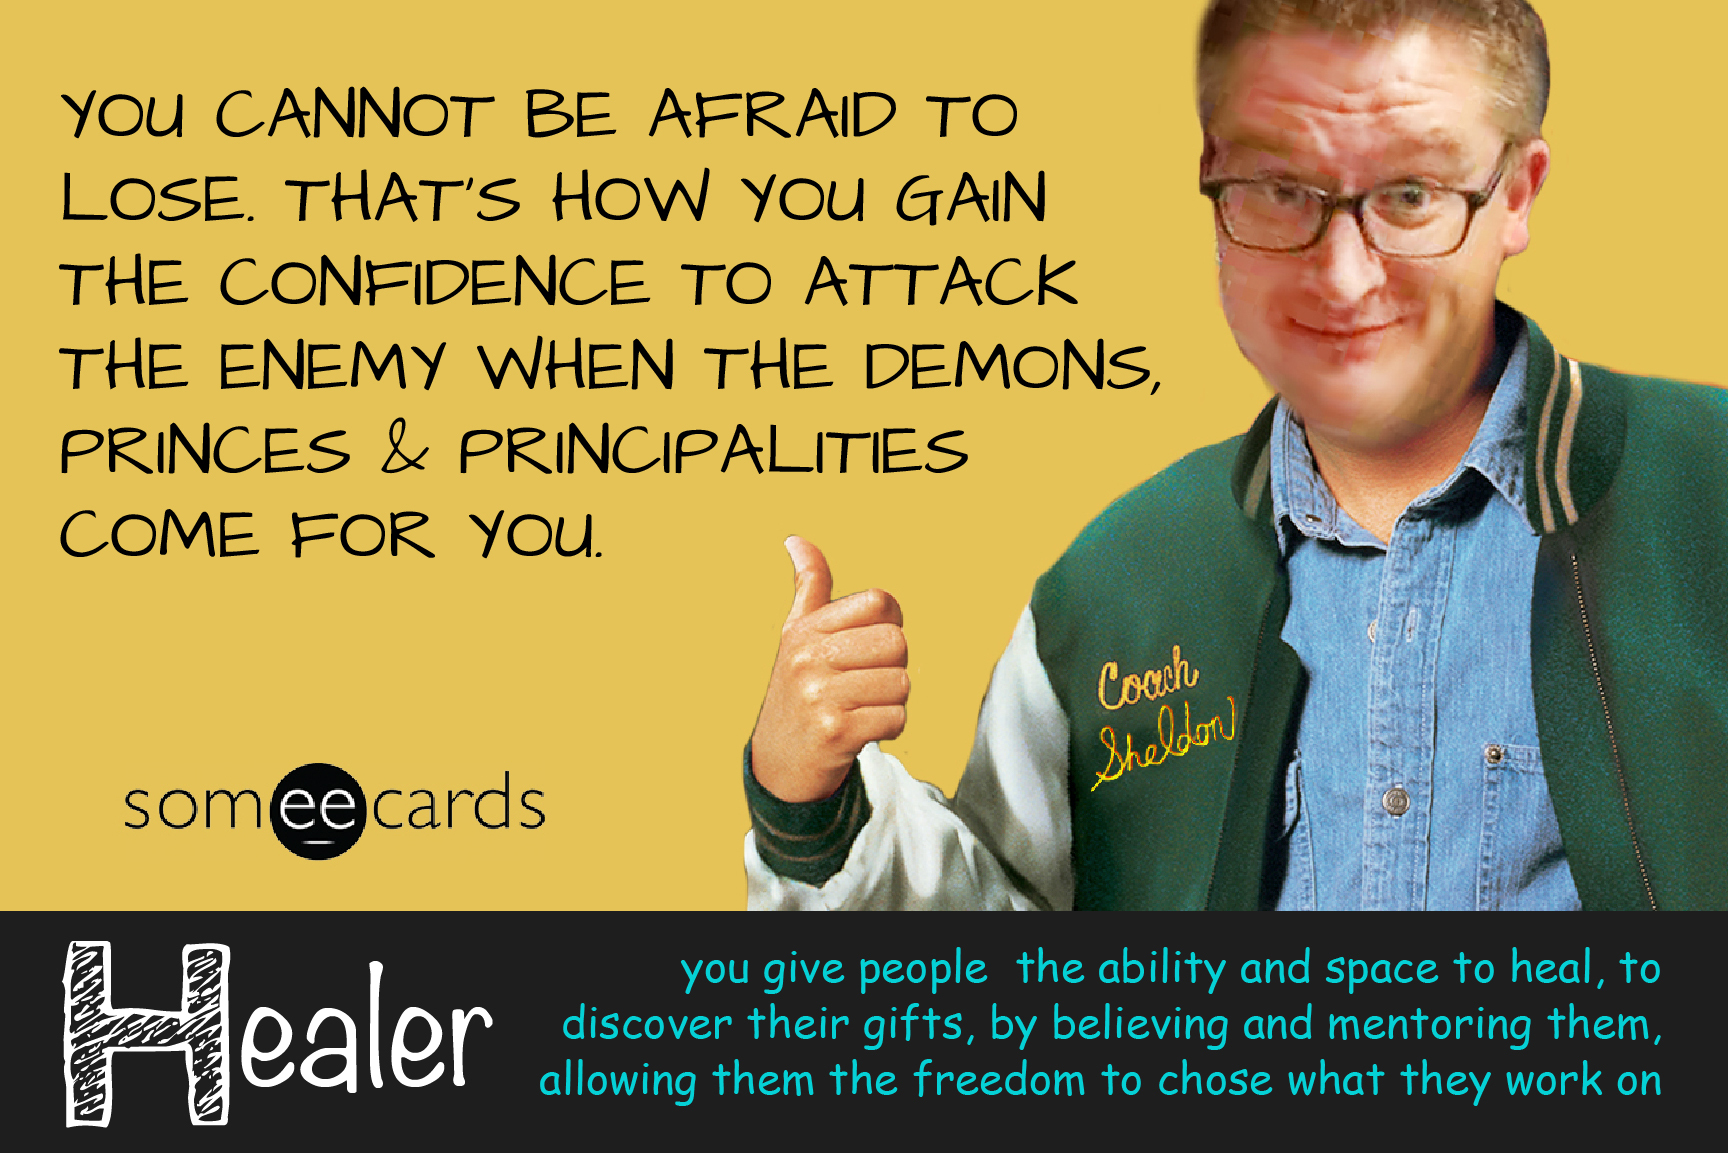 YOU CANNOT BE AFRAID TO
LOSE. THAT'S HOW YOU GAIN
THE CONFIDENCE TO ATTACK
THE ENEMY WHEN THE DEMONS,
PRINCES & PRINCIPALITIES
COME FOR YOU.
Coach
Sheldon
someecards
Healer
you give people the ability and space to heal, to
discover their gifts, by believing and mentoring them,
allowing them the freedom to chose what they work on